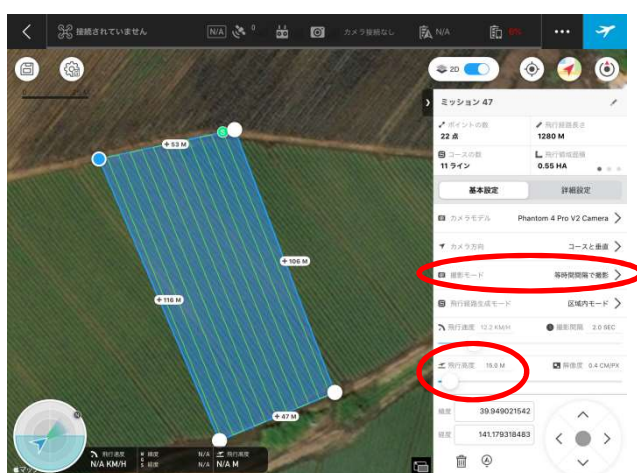 接続されていません N/A 0 カメラ接続なし N/A 6%
2D
ミッション 47
ポイントの数 飛行経路長さ
22 点 1280 M
コースの数 飛行領域面積
11 ライン 0.55 HA
基本設定 詳細設定
カメラモデル Phantom 4 Pro V2 Camera
カメラ方向 コースと垂直
撮影モード 等時間間隔で撮影
飛行経路生成モード 区域内モード
飛行速度 12.2 KM/H 撮影間隔 2.0 SEC
飛行高度 15.0 M 解像度 0.4 CM/PX
緯度 39.949021542
経度 141.179318483
S
53 M
106 M
116 M
47 M
飛行速度 N/A KM/H
WGS 緯度 N/A
経度 N/A
飛行高度 N/A M